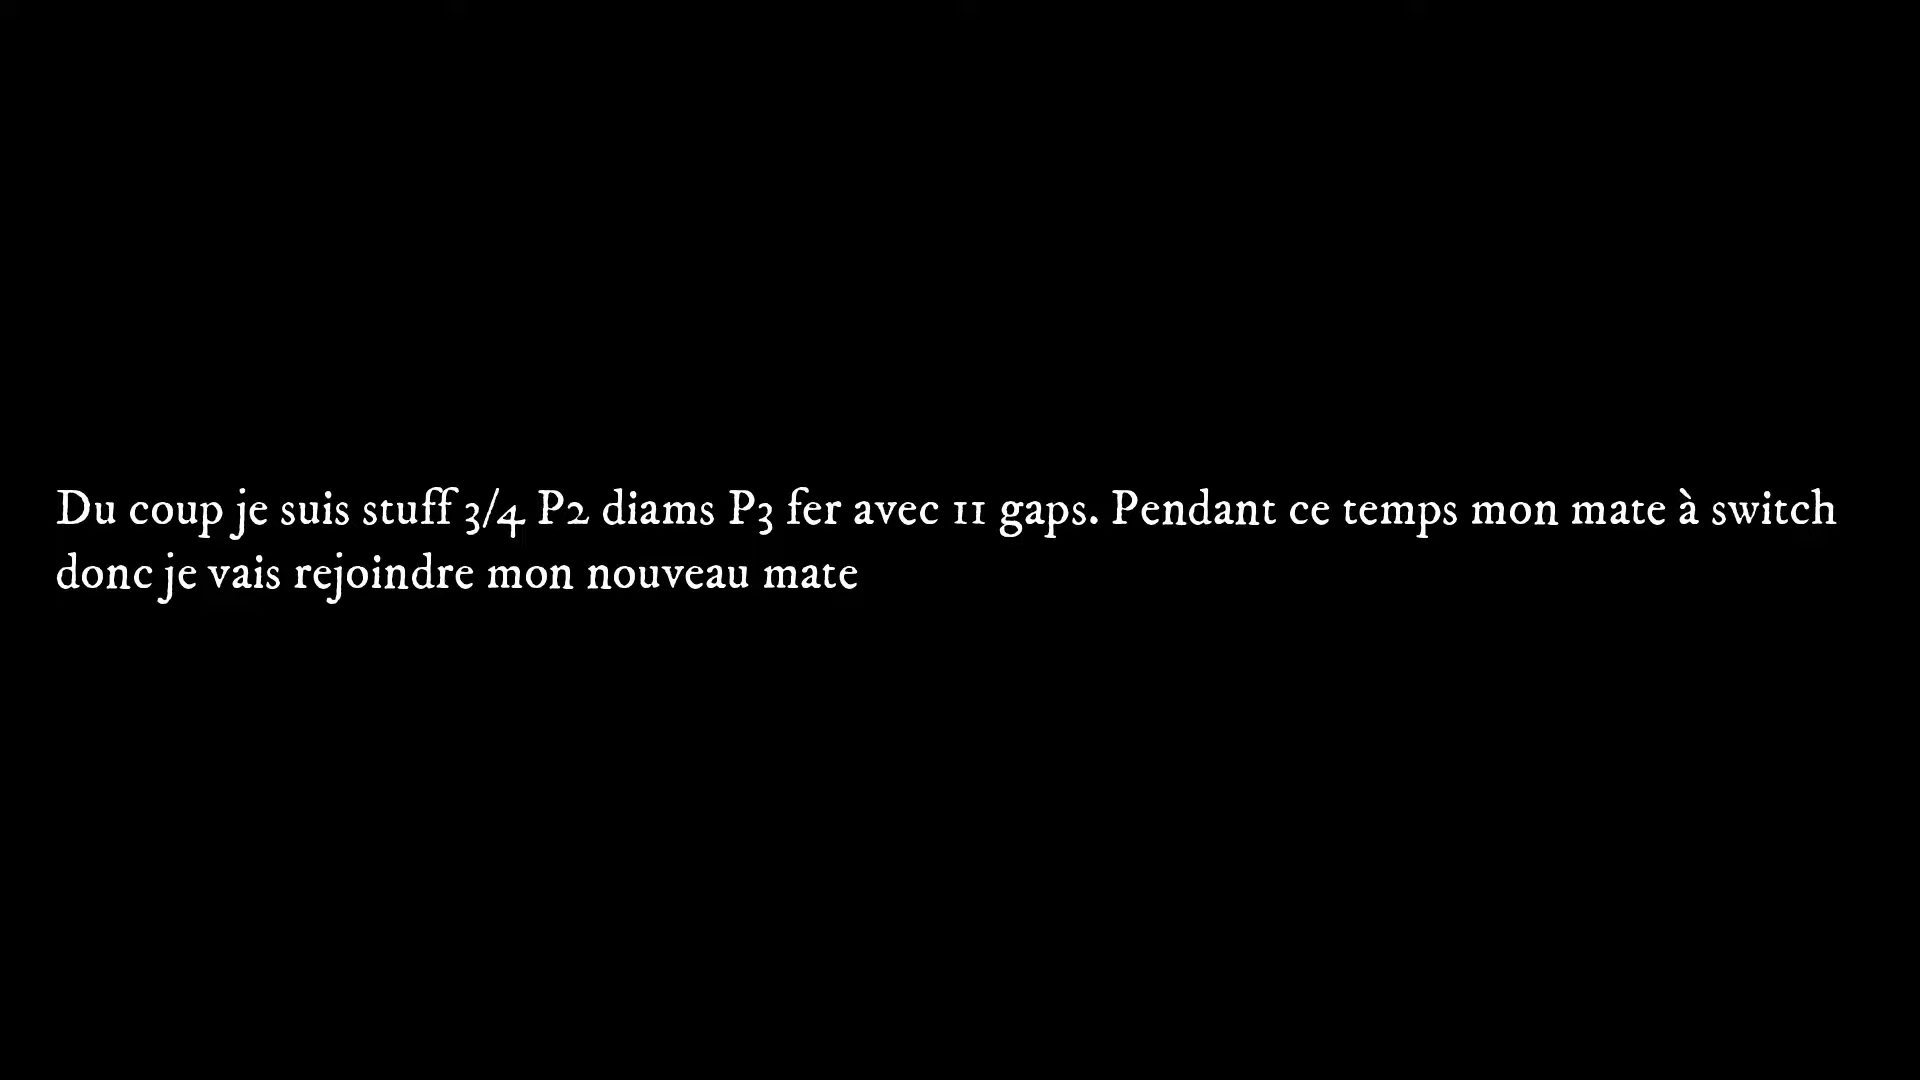 Du coup je suis stuff 3/4 P2 diams P3 fer avec 11 gaps. Pendant ce temps mon mate à switch
donc je vais rejoindre mon nouveau mate